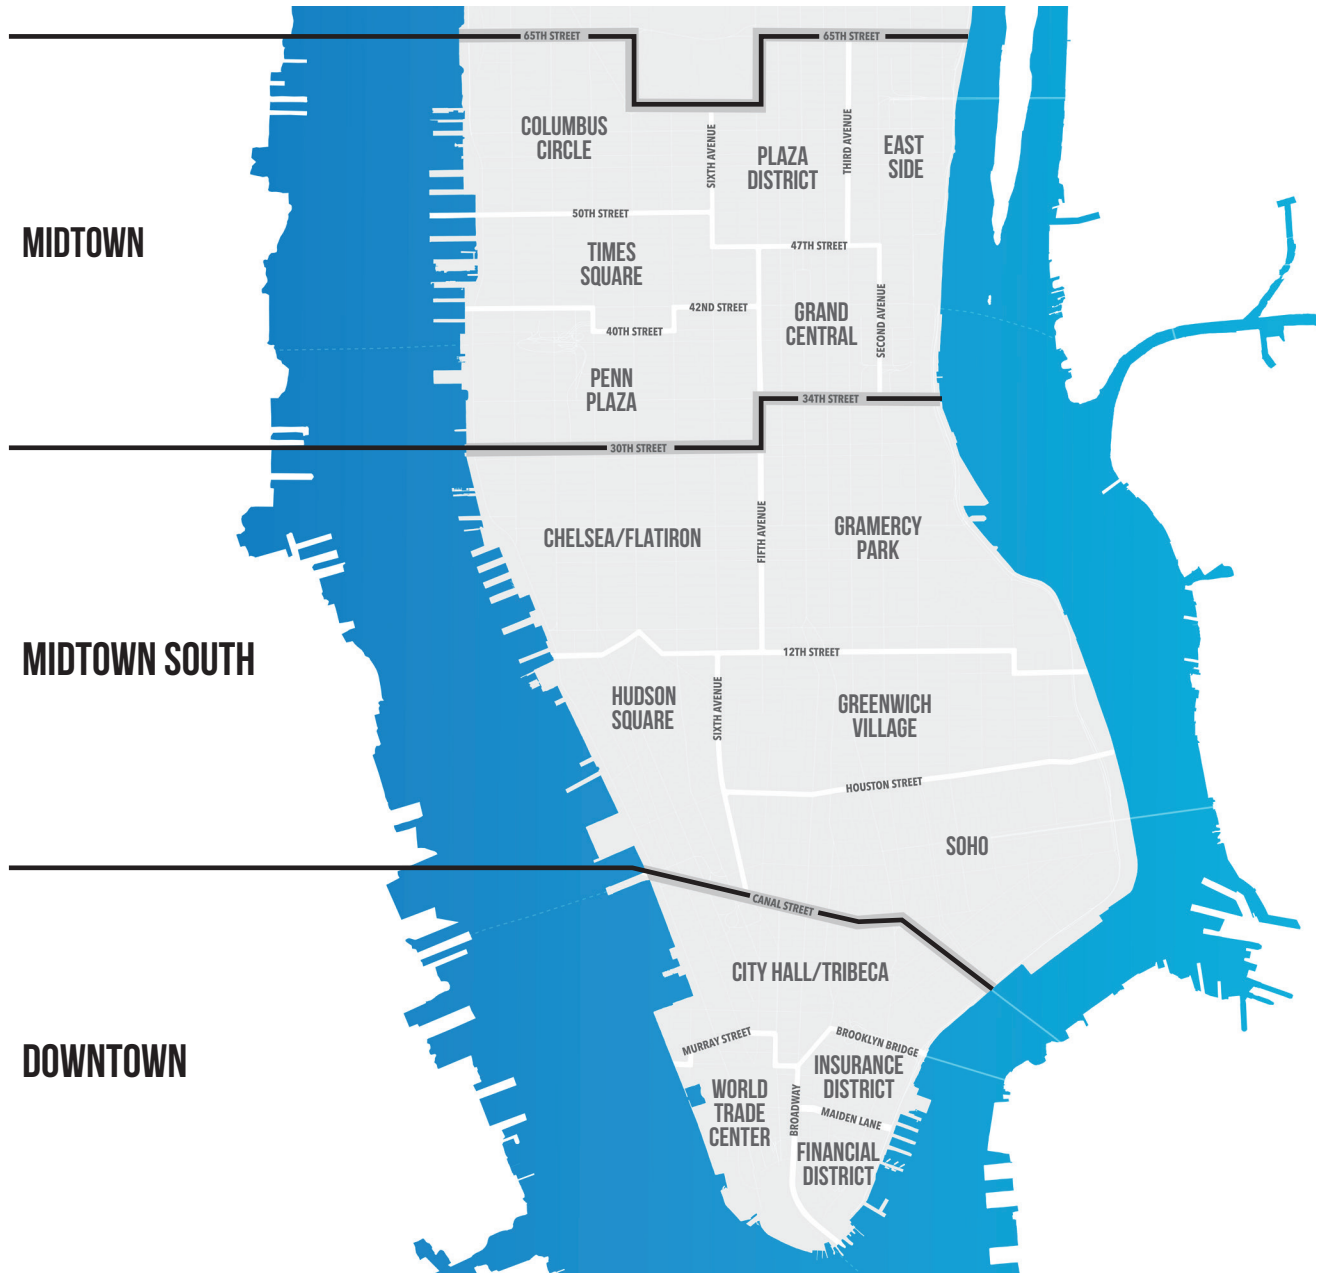 65TH STREET
65TH STREET
COLUMBUS
CIRCLE
SIXTH AVENUE
PLAZA
DISTRICT
THIRD AVENUE
EAST
SIDE
50TH STREET
MIDTOWN
TIMES
SQUARE
47TH STREET
42ND STREET
40TH STREET
GRAND
CENTRAL
SECOND AVENUE
PENN
PLAZA
34TH STREET
30TH STREET
CHELSEA/FLATIRON
FIFTH AVENUE
GRAMERCY
PARK
MIDTOWN SOUTH
12TH STREET
HUDSON
SQUARE
SIXTH AVENUE
GREENWICH
VILLAGE
HOUSTON STREET
SOHO
CANAL STREET
CITY HALL/TRIBECA
DOWNTOWN
MURRAY STREET
BROOKLYN BRIDGE
INSURANCE
DISTRICT
WORLD
TRADE
CENTER
BROADWAY
MAIDEN LANE
FINANCIAL
DISTRICT